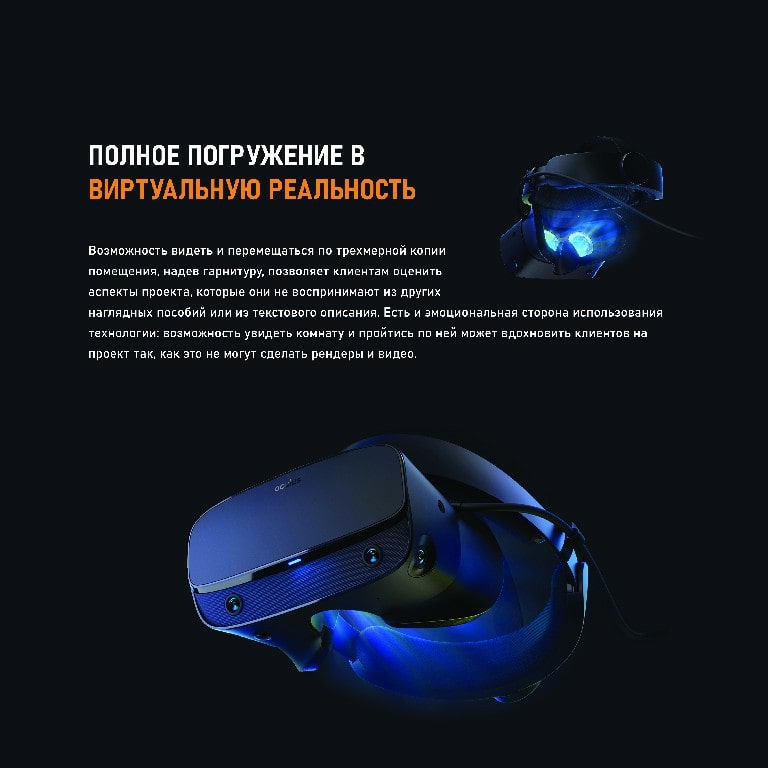 ПОЛНОЕ ПОГРУЖЕНИЕ В
ВИРТУАЛЬНУЮ РЕАЛЬНОСТЬ
Возможность видеть и перемещаться по трехмерной копии
помещения, надев гарнитуру, позволяет клиентам оценить
аспекты проекта, которые они не воспринимают из других
наглядных пособий или из текстового описания. Есть и эмоциональная сторона использования
технологии: возможность увидеть комнату и пройтись по ней может вдохновить клиентов на
проект так, как это не могут сделать рендеры и видео.
oculus